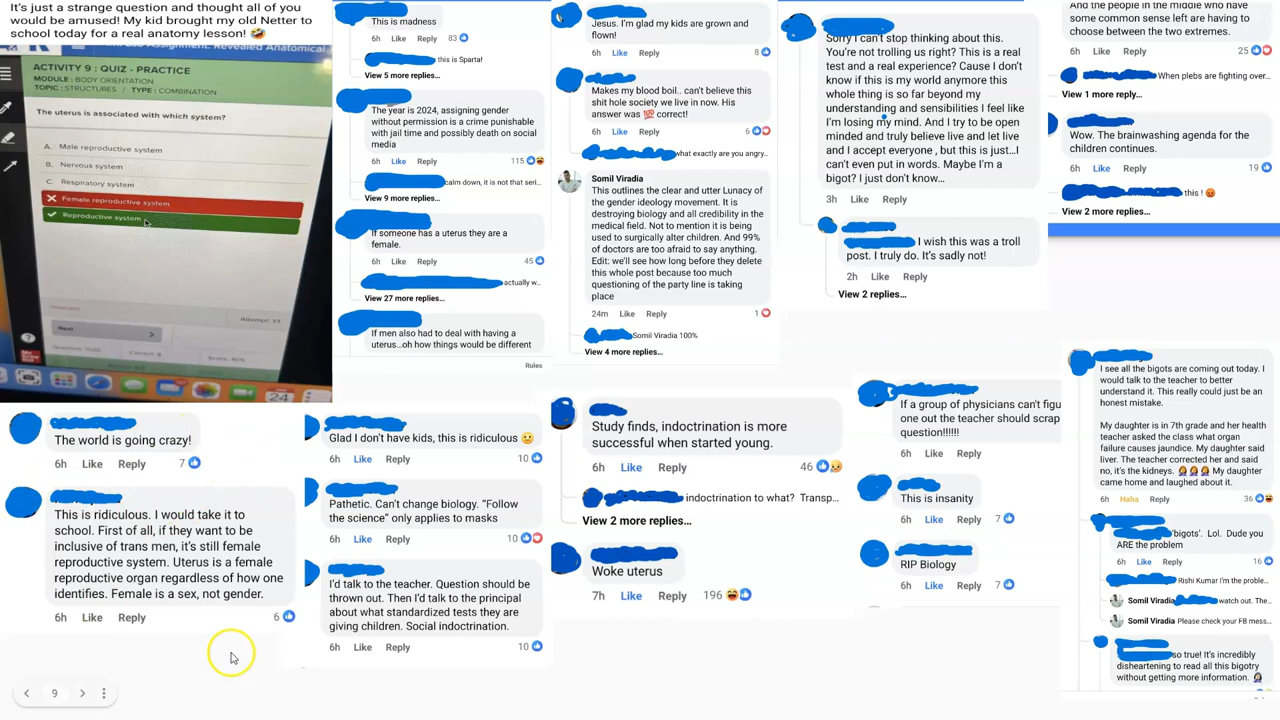 It's just a strange question and thought all of you
would be amused! My kid brought my old Netter to
school today for a real anatomy lesson! 🤣
Revealed Anatomical
ACTIVITY 9 : QUIZ - PRACTICE
MODULE : BODY ORIENTATION
TOPIC : STRUCTURES / TYPE : COMBINATION
The uterus is associated with which system?
A. Male reproductive system
B. Nervous system
C. Respiratory system
Female reproductive system
Reproductive system
Incorrect
Attempt: 1/1
Next
24
This is madness
6h Like Reply 83
this is Sparta!
View 5 more replies...
The year is 2024, assigning gender
without permission is a crime punishable
with jail time and possibly death on social
media
6h Like Reply 115
calm down, it is not that seri...
View 9 more replies...
If someone has a uterus they are a
female.
6h Like Reply 45
actually w...
View 27 more replies...
If men also had to deal with having a
uterus...oh how things would be different
Rules
Jesus. I'm glad my kids are grown and
flown!
6h Like Reply 8
Makes my blood boil.. can't believe this
shit hole society we live in now. His
answer was 💯 correct!
6h Like Reply 6
what exactly are you angry..
Somil Viradia
This outlines the clear and utter Lunacy of
the gender ideology movement. It is
destroying biology and all credibility in the
medical field. Not to mention it is being
used to surgically alter children. And 99%
of doctors are too afraid to say anything.
Edit: we'll see how long before they delete
this whole post because too much
questioning of the party line is taking
place
24m Like Reply 1
Somil Viradia 100%
View 4 more replies...
Sorry I can't stop thinking about this.
You're not trolling us right? This is a real
test and a real experience? Cause I don't
know if this is my world anymore this
whole thing is so far beyond my
understanding and sensibilities I feel like
I'm losing my mind. And I try to be open
minded and truly believe live and let live
and I accept everyone , but this is just...I
can't even put in words. Maybe I'm a
bigot? I just don't know...
3h Like Reply
I wish this was a troll
post. I truly do. It's sadly not!
2h Like Reply
View 2 replies...
And the people in the middle who have
some common sense left are having to
choose between the two extremes.
6h Like Reply 25
When plebs are fighting over...
View 1 more reply...
Wow. The brainwashing agenda for the
children continues.
6h Like Reply 19
this ! 😡
View 2 more replies...
The world is going crazy!
6h Like Reply 7
This is ridiculous. I would take it to
school. First of all, if they want to be
inclusive of trans men, it's still female
reproductive system. Uterus is a female
reproductive organ regardless of how one
identifies. Female is a sex, not gender.
6h Like Reply 6
Glad I don't have kids, this is ridiculous 😕
6h Like Reply 10
Pathetic. Can't change biology. “Follow
the science” only applies to masks
6h Like Reply 10
I'd talk to the teacher. Question should be
thrown out. Then I'd talk to the principal
about what standardized tests they are
giving children. Social indoctrination.
6h Like Reply 10
Study finds, indoctrination is more
successful when started young.
6h Like Reply 46
indoctrination to what? Transp...
View 2 more replies...
Woke uterus
7h Like Reply 196
If a group of physicians can't figu
one out the teacher should scrap
question!!!!!!
6h Like Reply
This is insanity
6h Like Reply 7
RIP Biology
6h Like Reply 7
I see all the bigots are coming out today. I
would talk to the teacher to better
understand it. This really could just be an
honest mistake.
My daughter is in 7th grade and her health
teacher asked the class what organ
failure causes jaundice. My daughter said
liver. The teacher corrected her and said
no, it's the kidneys. 🤦‍♀️🤦‍♀️🤦‍♀️ My daughter
came home and laughed about it.
6h Haha Reply 36
'bigots'. Lol. Dude you
ARE the problem
6h Like Reply 16
Rishi Kumar I'm the proble...
Somil Viradia watch out. The...
Somil Viradia Please check your FB mess...
so true! It's incredibly
disheartening to read all this bigotry
without getting more information. 🤦‍♀️
9